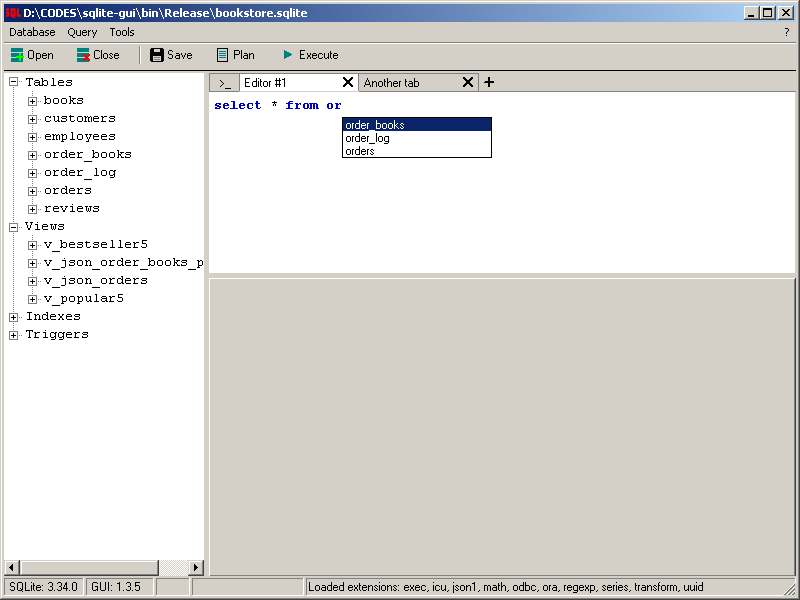 SQL D:\CODES\sqlite-gui\bin\Release\bookstore.sqlite
Database Query Tools ?
Open Close Save Plan Execute
Tables
books
customers
employees
order_books
order_log
orders
reviews
Views
v_bestseller5
v_json_order_books_p
v_json_orders
v_popular5
Indexes
Triggers
>_ Editor #1 Another tab
select * from or
order_books
order_log
orders
SQLite: 3.34.0 GUI: 1.3.5 Loaded extensions: exec, icu, json1, math, odbc, ora, regexp, series, transform, uuid